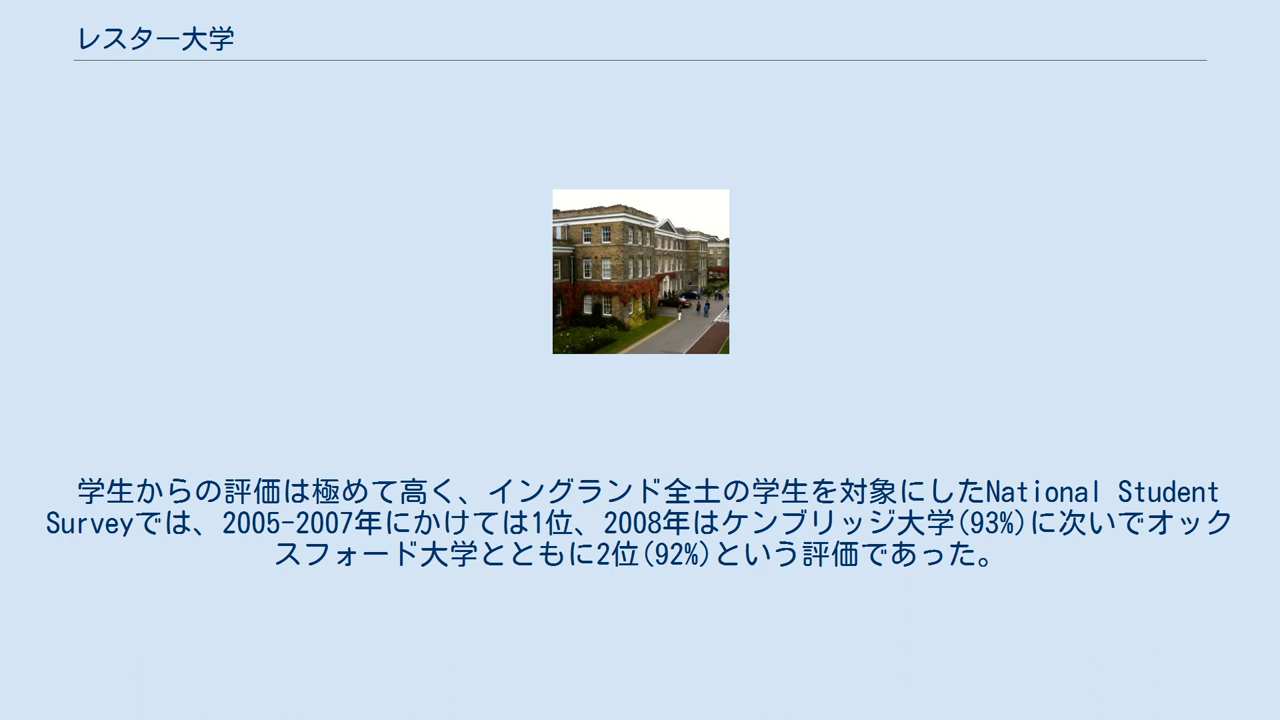 レスター大学
学生からの評価は極めて高く、イングランド全土の学生を対象にしたNational Student
Surveyでは、2005-2007年にかけては1位、2008年はケンブリッジ大学(93%)に次いでオック
スフォード大学とともに2位(92%)という評価であった。